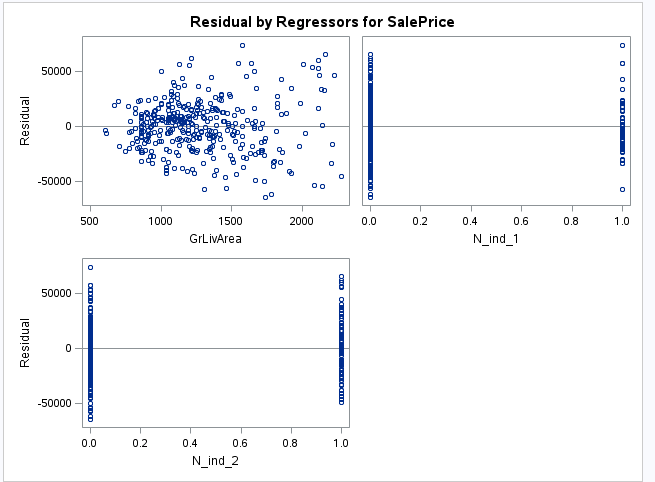 Residual by Regressors for SalePrice
Residual
50000
0
-50000
500 1000 1500 2000
GrLivArea
0.0 0.2 0.4 0.6 0.8 1.0
N_ind_1
Residual
50000
0
-50000
0.0 0.2 0.4 0.6 0.8 1.0
N_ind_2